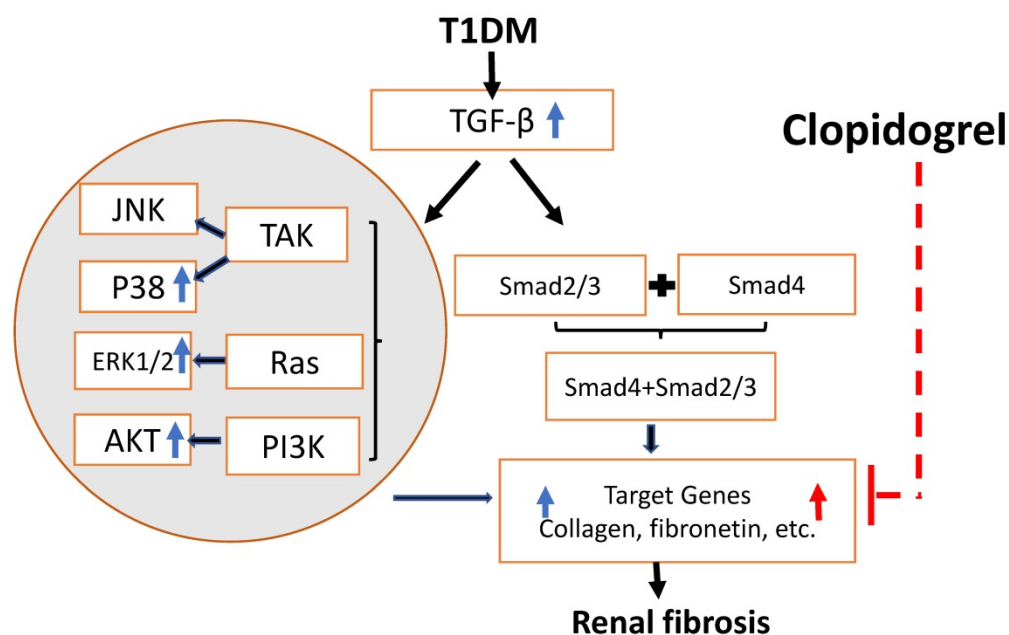 T1DM
TGF-β
Clopidogrel
JNK
TAK
P38
ERK1/2
Ras
AKT
PI3K
Smad2/3
Smad4
Smad4+Smad2/3
Target Genes
Collagen, fibronetin, etc.
Renal fibrosis